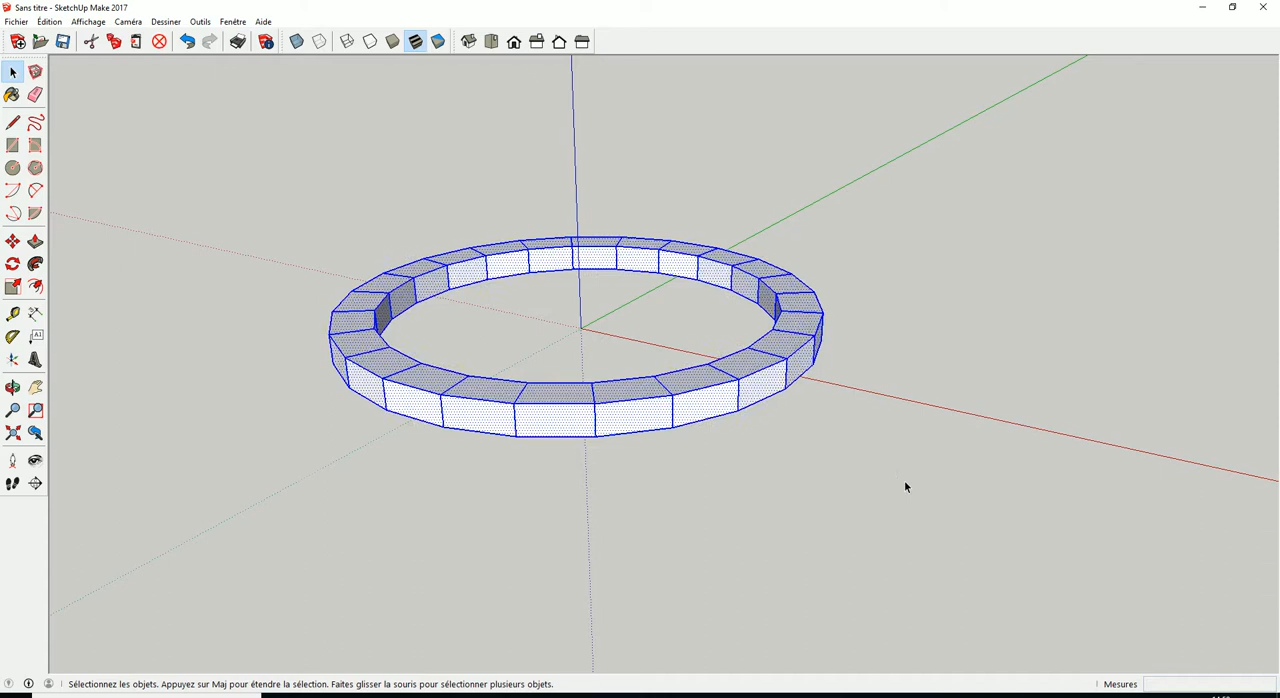 Sans titre - SketchUp Make 2017
Fichier Édition Affichage Caméra Dessiner Outils Fenêtre Aide
Sélectionnez les objets. Appuyez sur Maj pour étendre la sélection. Faites glisser la souris pour sélectionner plusieurs objets.
Mesures